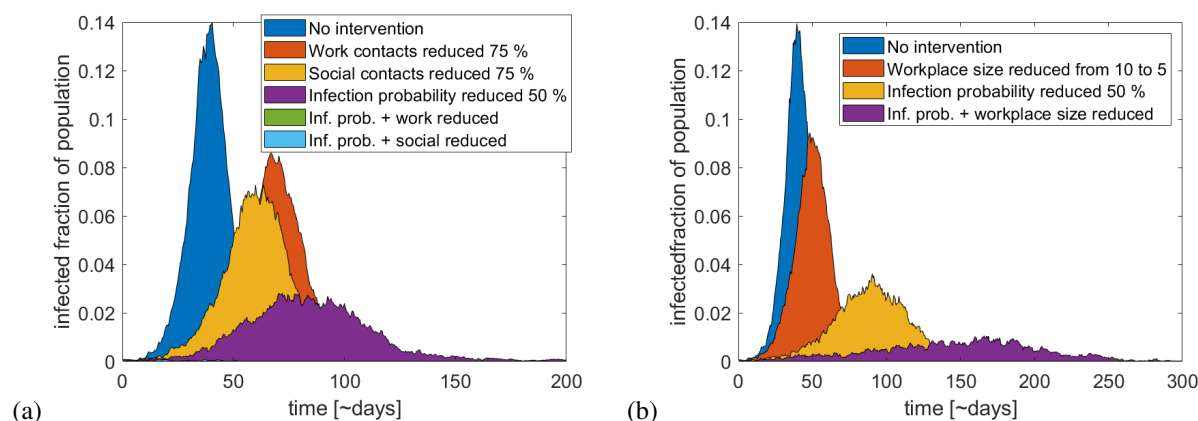 0.14
0.12
0.1
0.08
0.06
0.04
0.02
0
infected fraction of population
No intervention
Work contacts reduced 75 %
Social contacts reduced 75 %
Infection probability reduced 50 %
Inf. prob. + work reduced
Inf. prob. + social reduced
0 50 100 150 200
time [~days]
(a)
0.14
0.12
0.1
0.08
0.06
0.04
0.02
0
infectedfraction of population
No intervention
Workplace size reduced from 10 to 5
Infection probability reduced 50 %
Inf. prob. + workplace size reduced
0 50 100 150 200 250 300
time [~days]
(b)